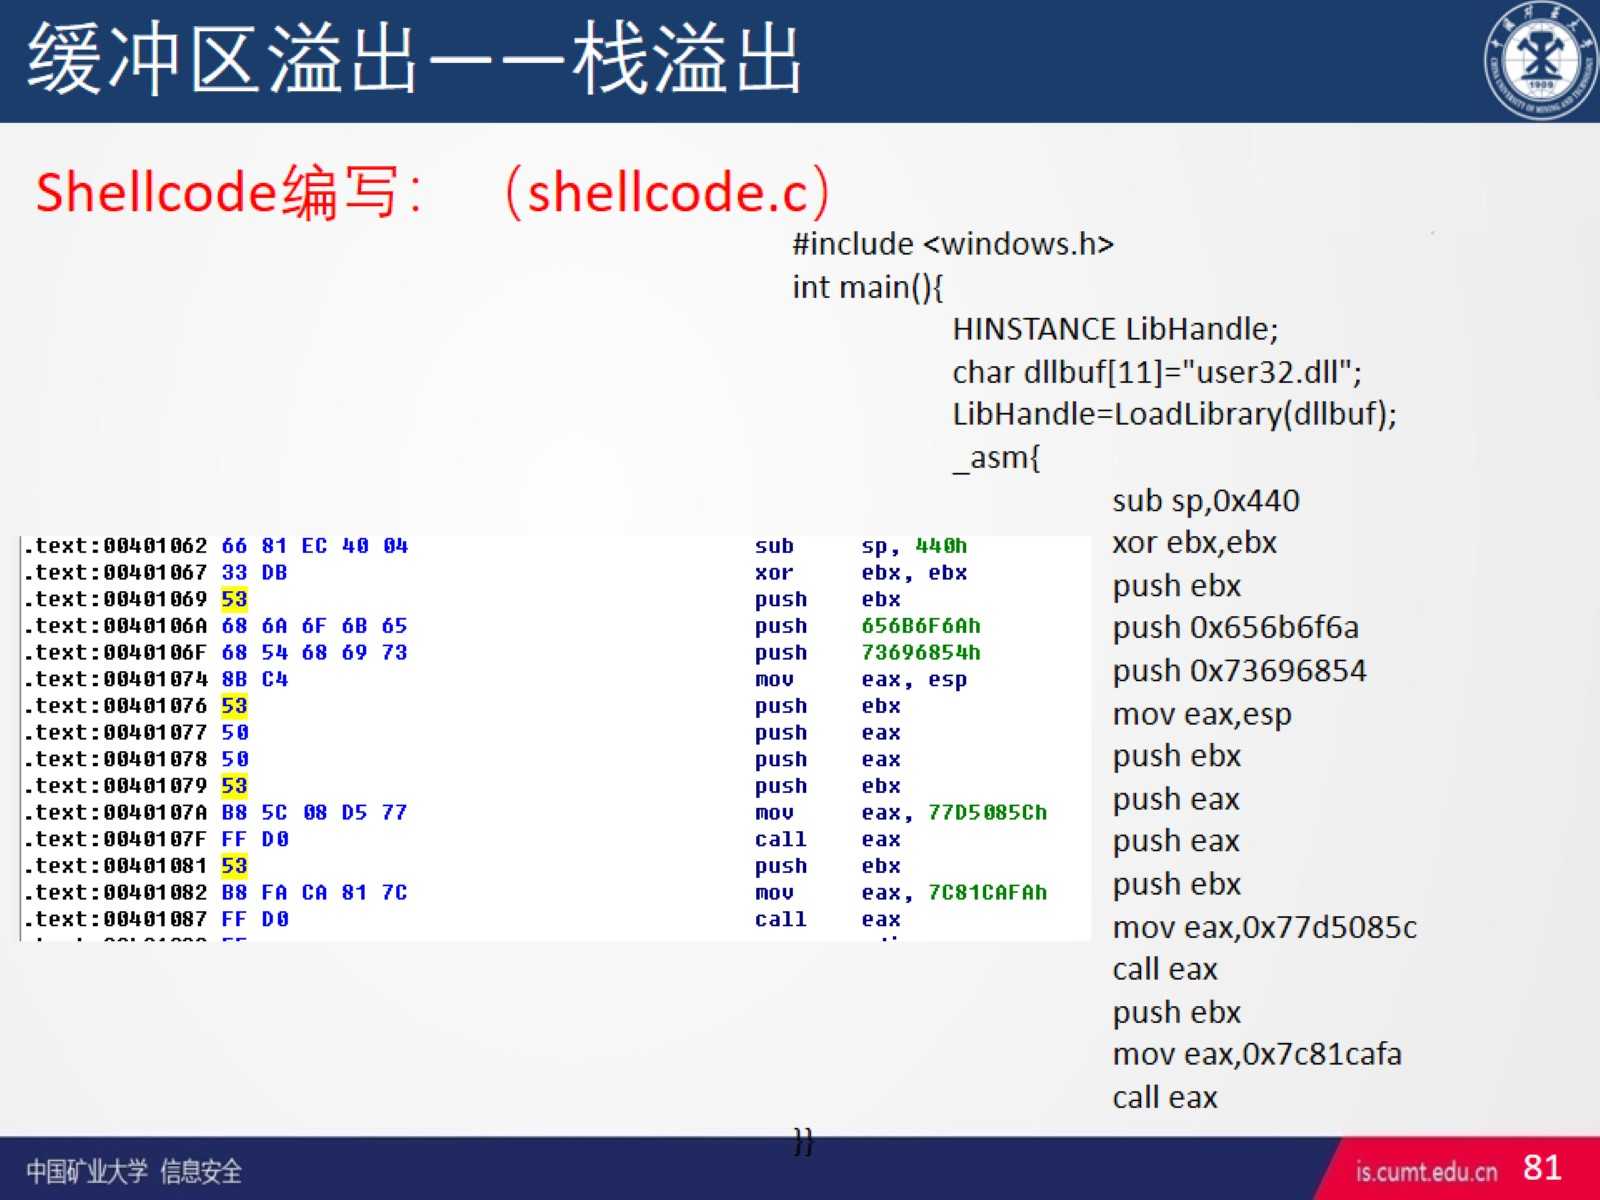 缓冲区溢出——栈溢出
Shellcode编写： （shellcode.c）
#include <windows.h>
int main(){
HINSTANCE LibHandle;
char dllbuf[11]="user32.dll";
LibHandle=LoadLibrary(dllbuf);
_asm{
sub sp,0x440
xor ebx,ebx
push ebx
push 0x656b6f6a
push 0x73696854
mov eax,esp
push ebx
push eax
push eax
push ebx
mov eax,0x77d5085c
call eax
push ebx
mov eax,0x7c81cafa
call eax
}}
.text:00401062 66 81 EC 40 04 sub sp, 440h
.text:00401067 33 DB xor ebx, ebx
.text:00401069 53 push ebx
.text:0040106A 68 6A 6F 6B 65 push 656B6F6Ah
.text:0040106F 68 54 68 69 73 push 73696854h
.text:00401074 8B C4 mov eax, esp
.text:00401076 53 push ebx
.text:00401077 50 push eax
.text:00401078 50 push eax
.text:00401079 53 push ebx
.text:0040107A B8 5C 08 D5 77 mov eax, 77D5085Ch
.text:0040107F FF D0 call eax
.text:00401081 53 push ebx
.text:00401082 B8 FA CA 81 7C mov eax, 7C81CAFAh
.text:00401087 FF D0 call eax
中国矿业大学 信息安全
is.cumt.edu.cn 81